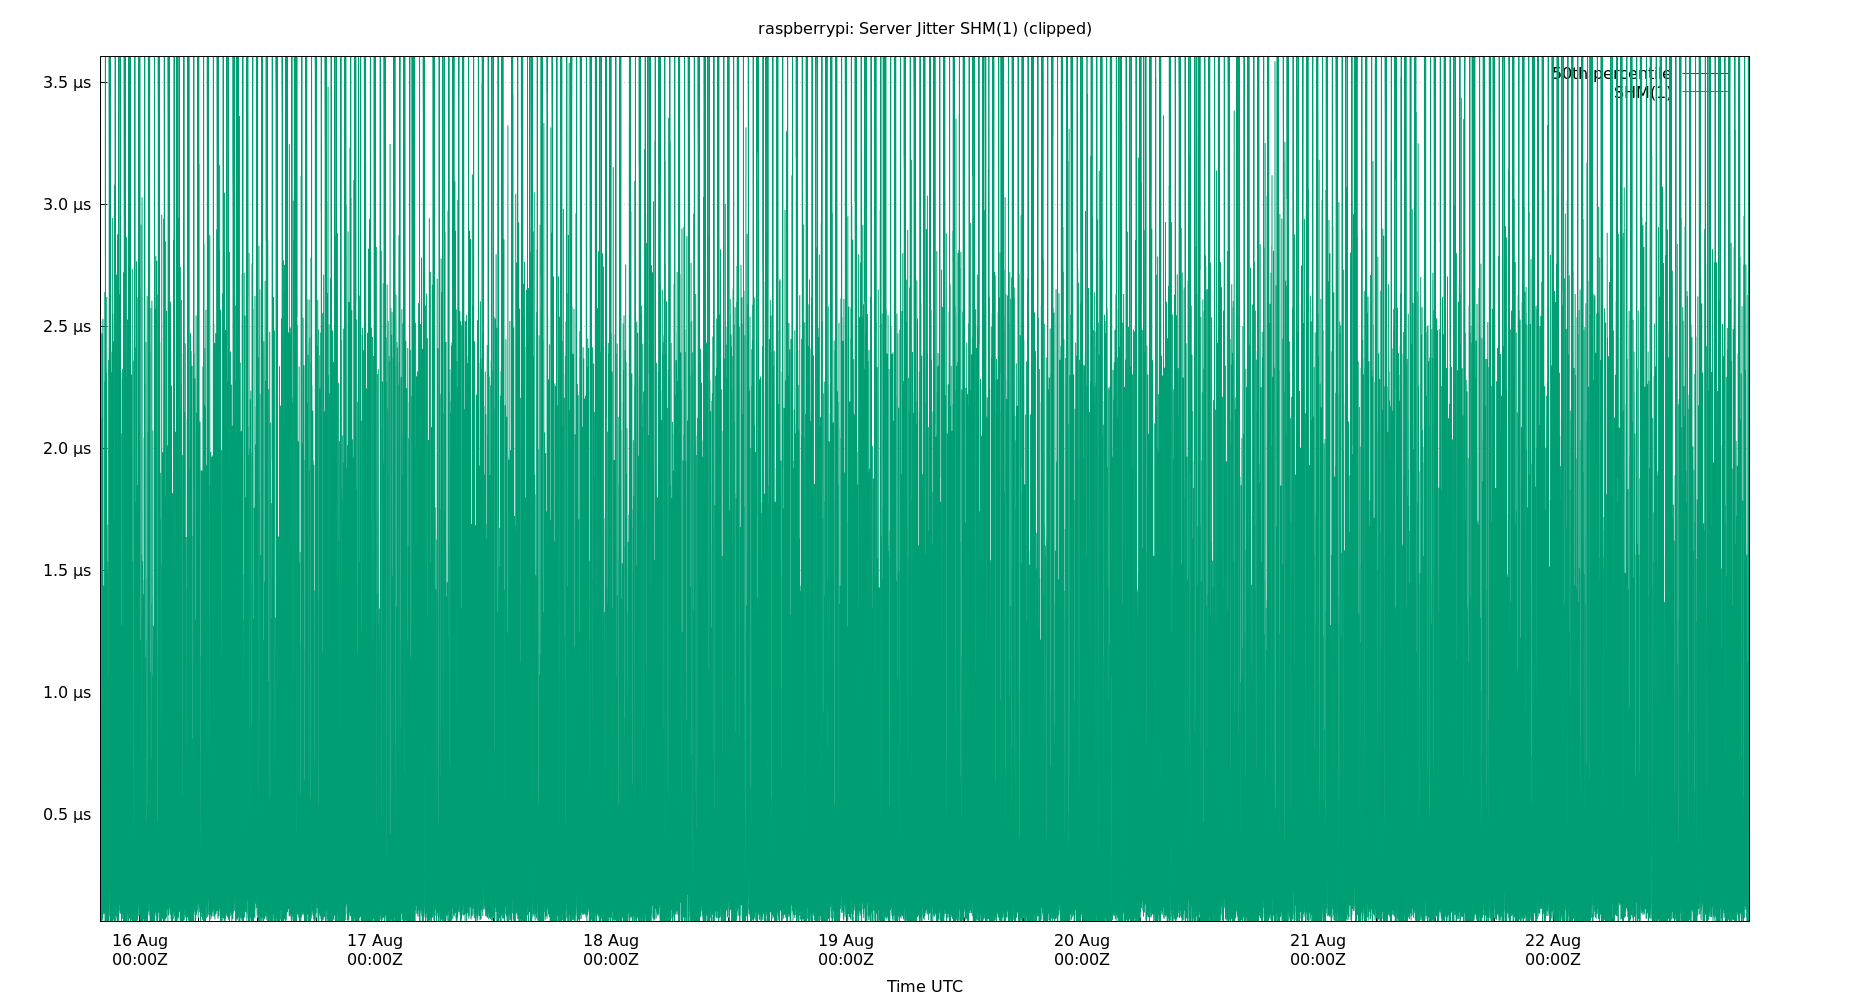 raspberrypi: Server Jitter SHM(1) (clipped)
50th percentile
SHM(1)
3.5 µs
3.0 µs
2.5 µs
2.0 µs
1.5 µs
1.0 µs
0.5 µs
16 Aug 17 Aug 18 Aug 19 Aug 20 Aug 21 Aug 22 Aug
00:00Z 00:00Z 00:00Z 00:00Z 00:00Z 00:00Z 00:00Z
Time UTC